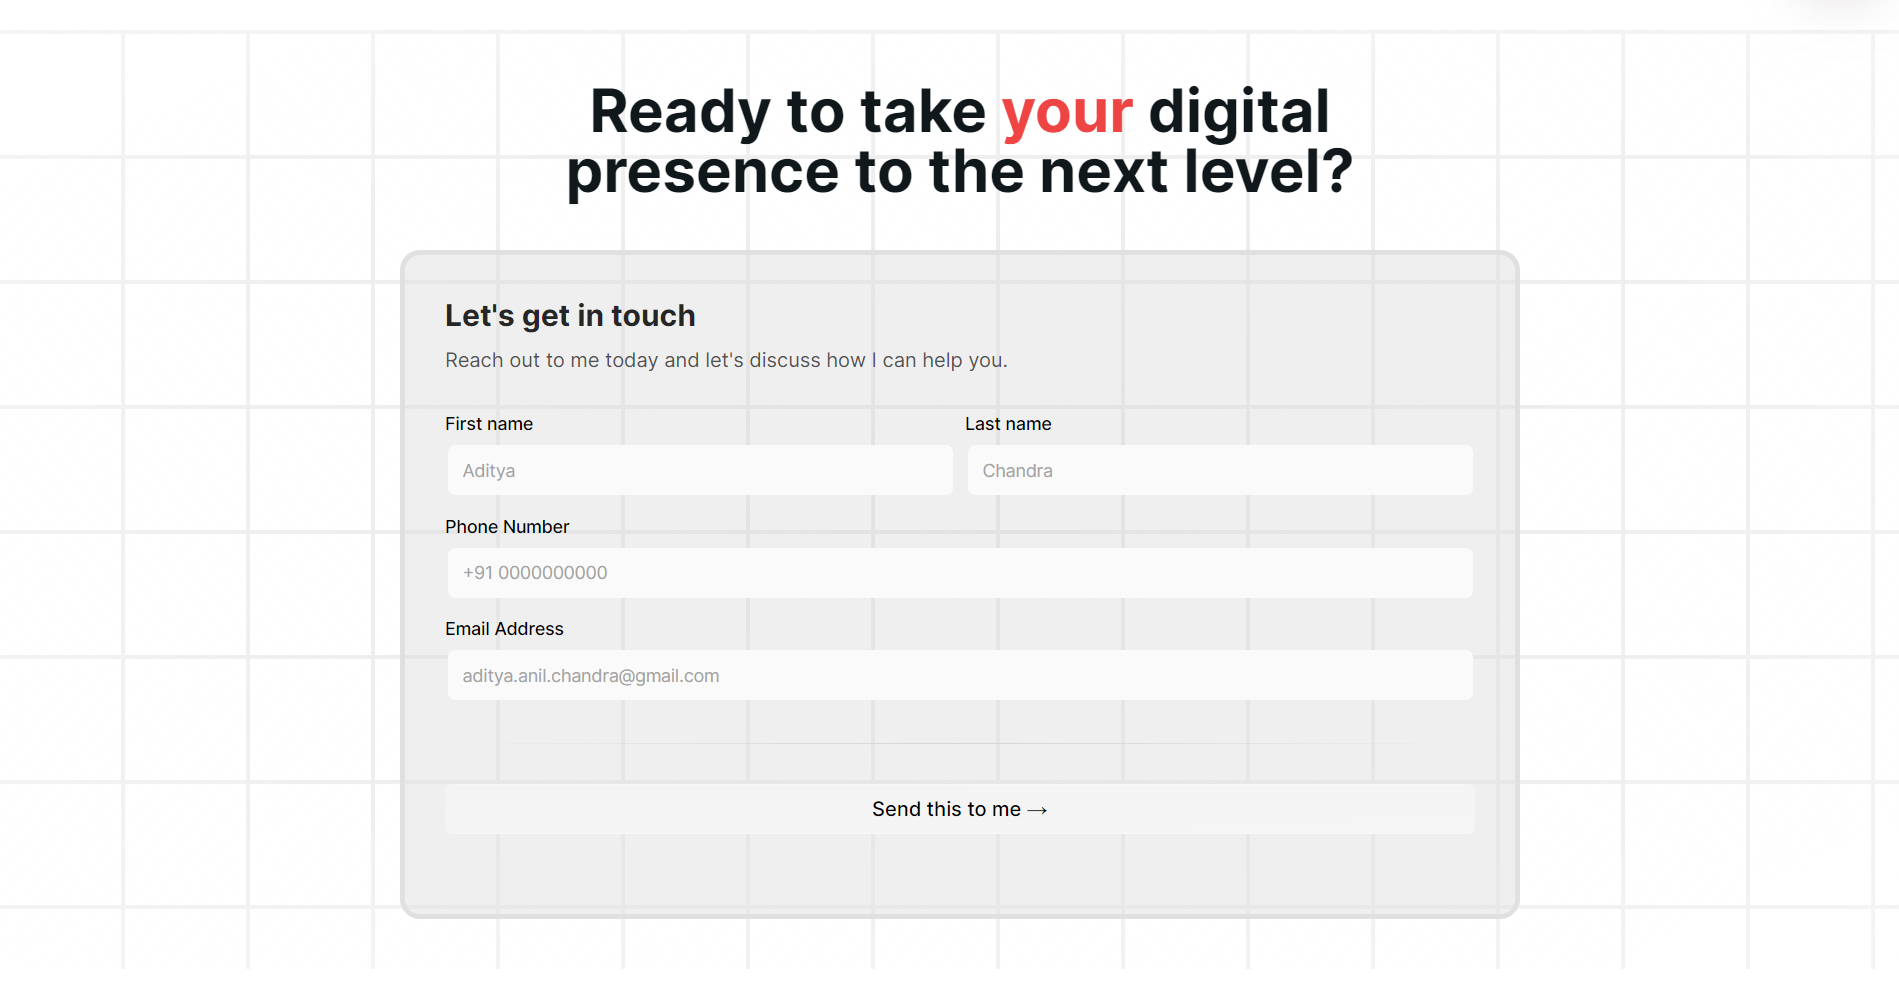 Ready to take your digital
presence to the next level?
Let's get in touch
Reach out to me today and let's discuss how I can help you.
First name
Last name
Aditya
Chandra
Phone Number
+91 0000000000
Email Address
aditya.anil.chandra@gmail.com
Send this to me →